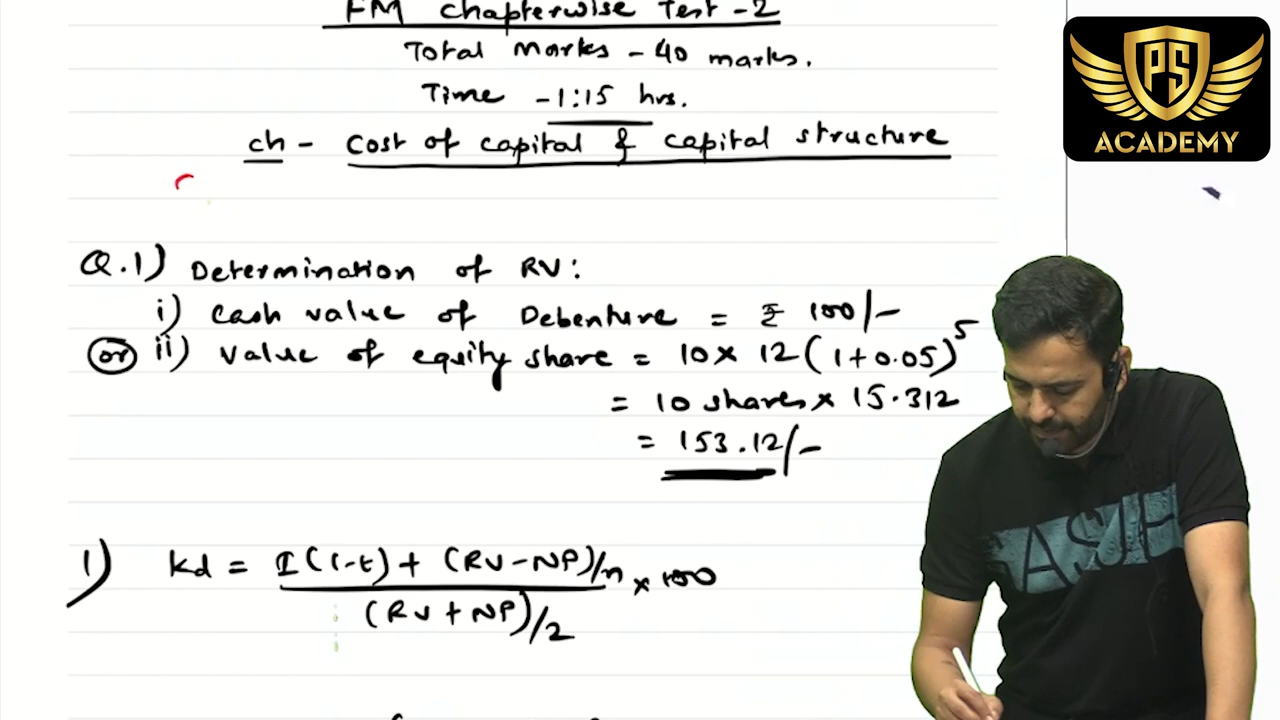 FM Chapterwise Test -2
Total Marks - 40 marks.
Time - 1:15 hrs.
ch - Cost of capital & capital structure
Q.1) Determination of RV:
i) Cash value of Debenture = ₹ 100/-
or ii) Value of equity share = 10 × 12 (1+0.05)^5
= 10 shares × 15.312
= 153.12/-
1) Kd = I(1-t) + (RV-NP)/n × 100
(RV + NP)/2
PS
ACADEMY